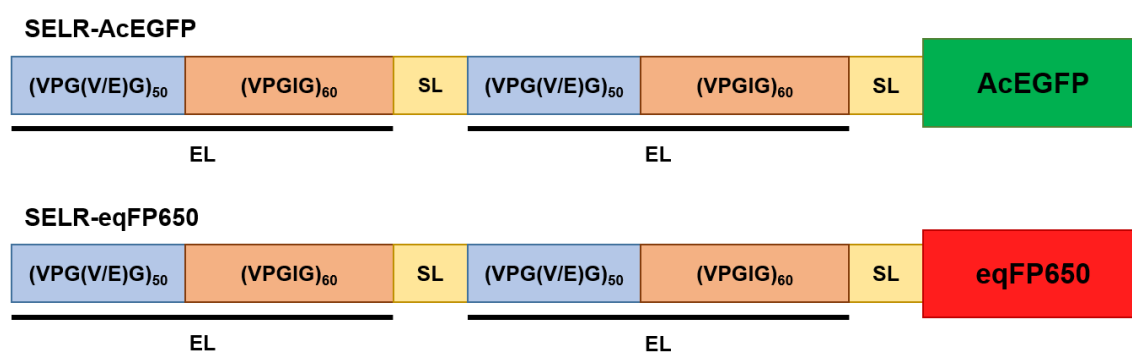 SELR-AcEGFP
(VPG(V/E)G)₅₀ (VPGIG)₆₀ SL (VPG(V/E)G)₅₀ (VPGIG)₆₀ SL AcEGFP
EL EL
SELR-eqFP650
(VPG(V/E)G)₅₀ (VPGIG)₆₀ SL (VPG(V/E)G)₅₀ (VPGIG)₆₀ SL eqFP650
EL EL